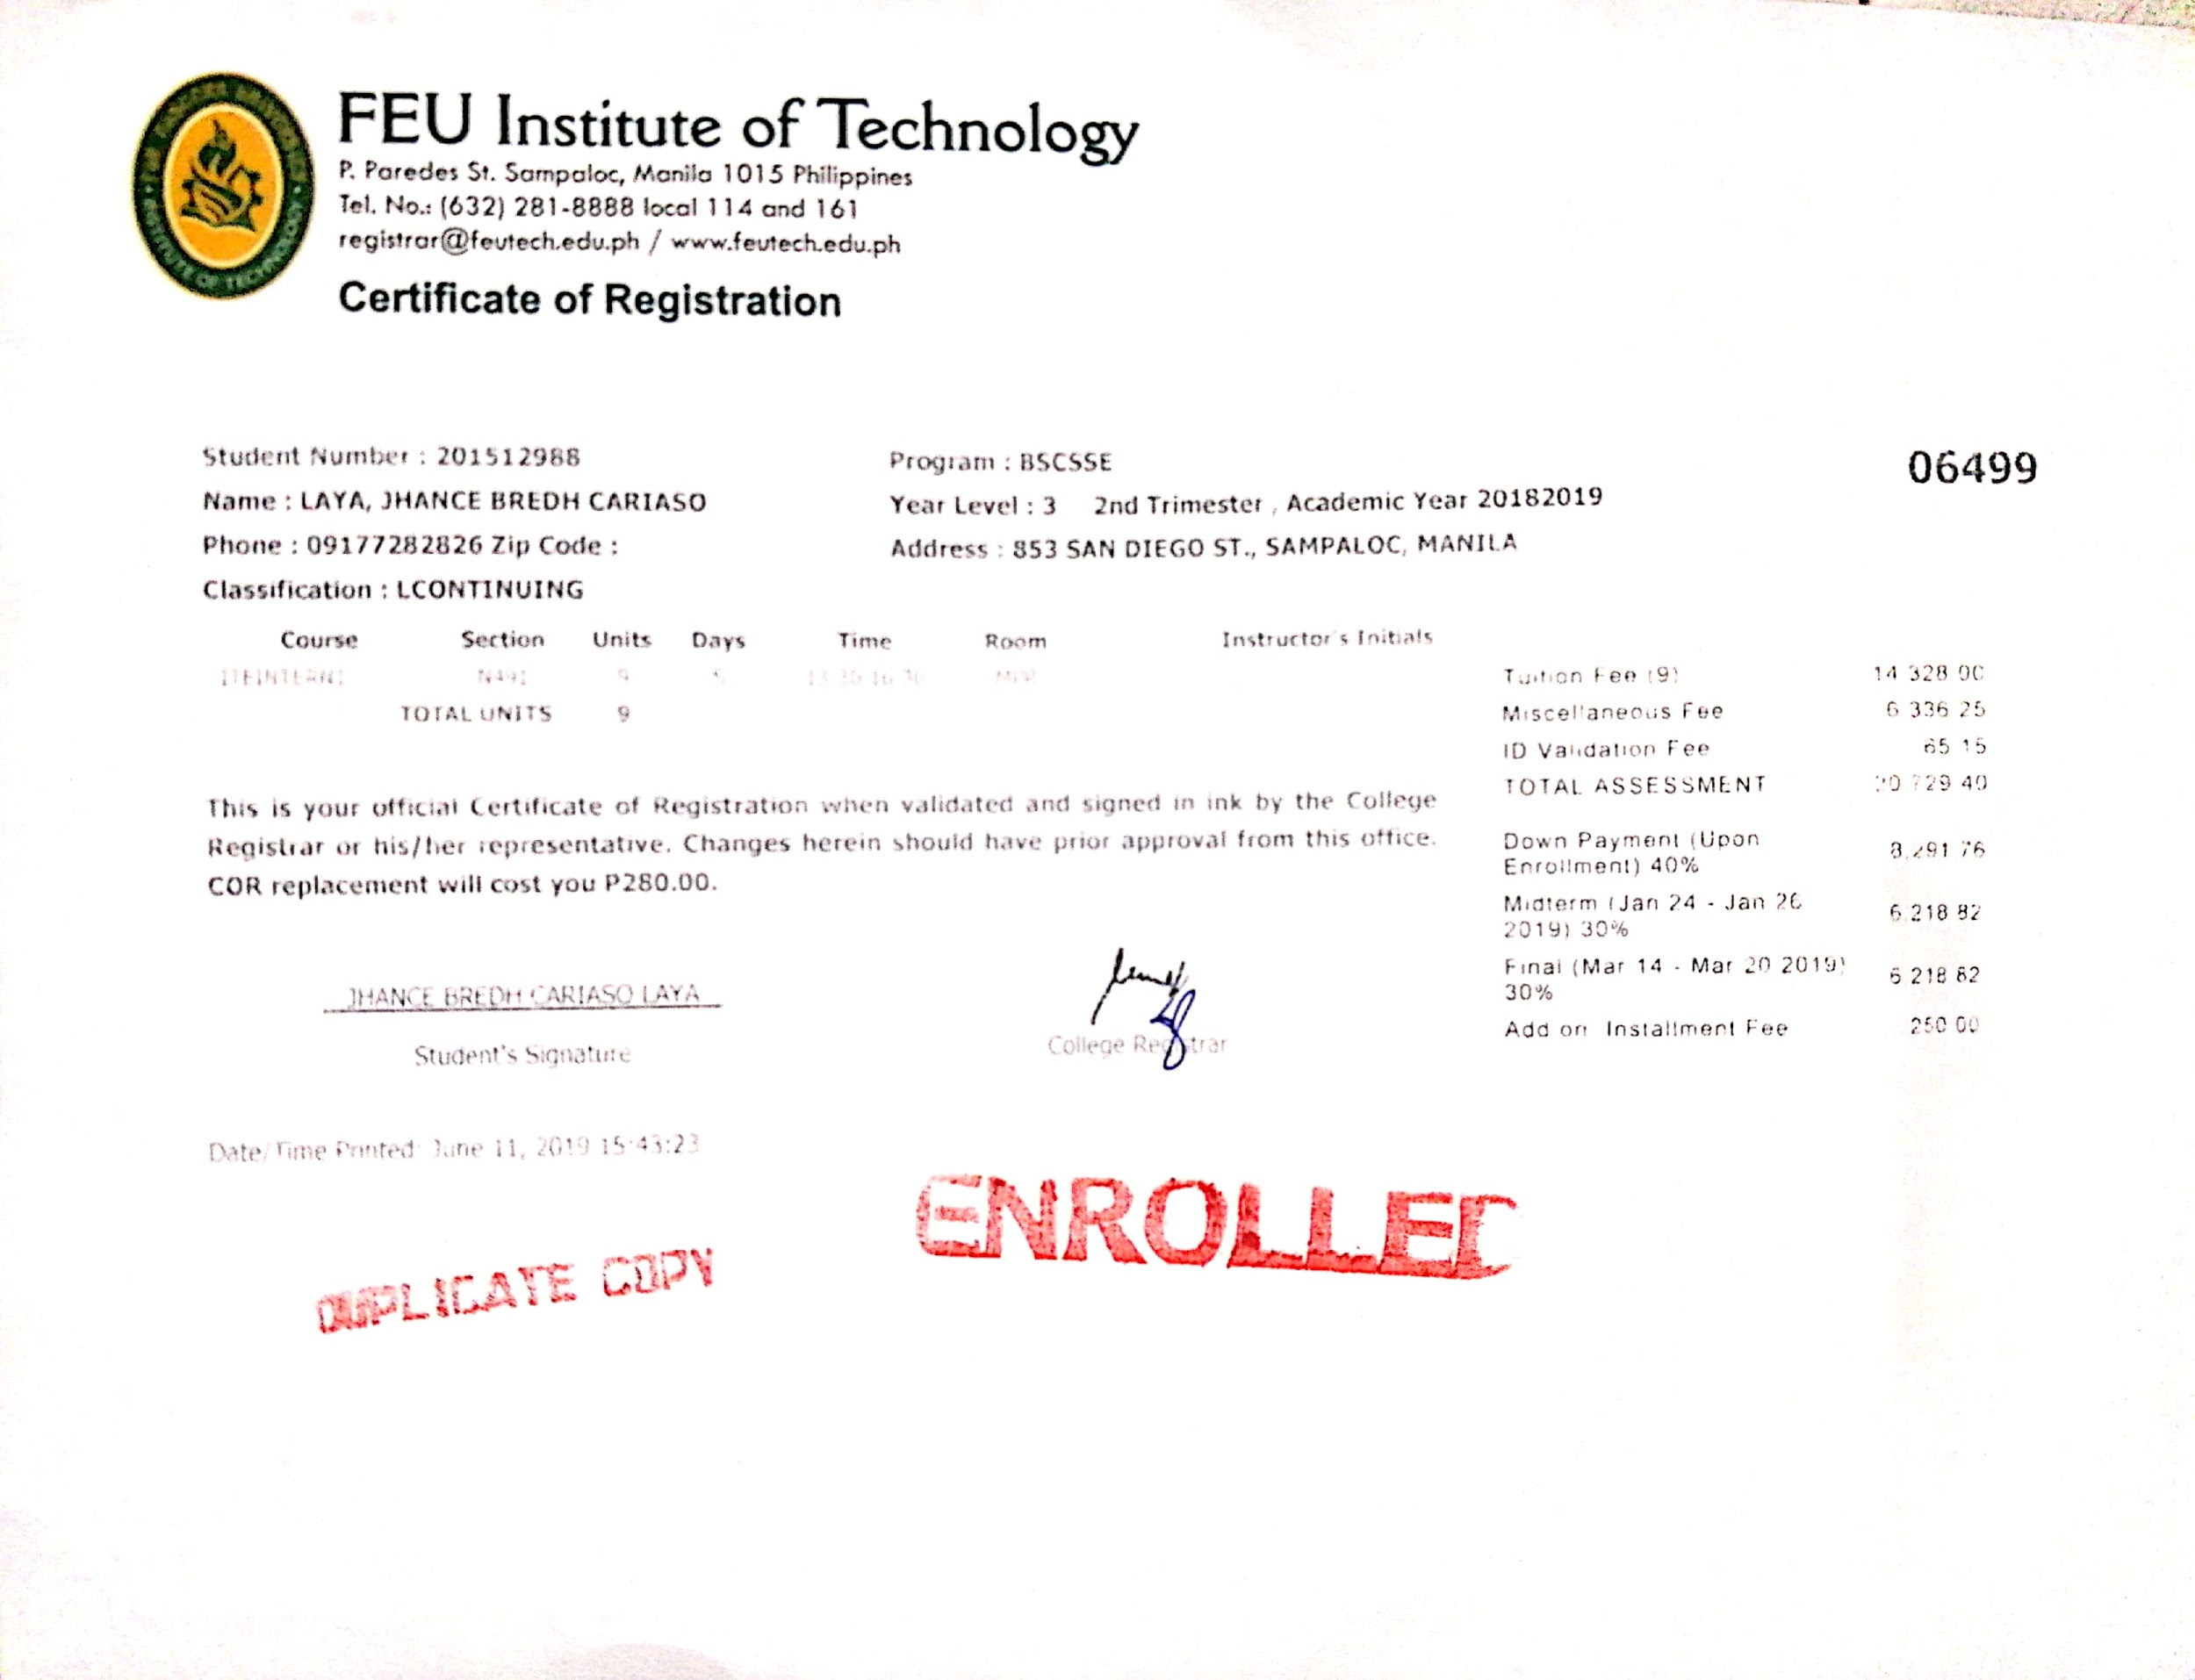 FEU Institute of Technology
P. Paredes St. Sampaloc, Manila 1015 Philippines
Tel. No.: (632) 281-8888 local 114 and 161
registrar@feutech.edu.ph / www.feutech.edu.ph
Certificate of Registration
Student Number : 201512988
Program : BSCSSE
06499
Name : LAYA, JHANCE BREDH CARIASO
Year Level : 3 2nd Trimester , Academic Year 20182019
Phone : 09177282826 Zip Code :
Address : 853 SAN DIEGO ST., SAMPALOC, MANILA
Classification : LCONTINUING
Course Section Units Days Time Room Instructor's Initials
N491 9 S
TOTAL UNITS 9
Tuition Fee (9) 14 328 00
Miscellaneous Fee 6 336 25
ID Validation Fee 65 15
TOTAL ASSESSMENT 20 729 40
Down Payment (Upon
Enrollment) 40% 8,291 76
Midterm (Jan 24 - Jan 26
2019) 30% 6 218 82
Final (Mar 14 - Mar 20 2019)
30% 6 218 82
Add on Installment Fee 250 00
This is your official Certificate of Registration when validated and signed in ink by the College
Registrar or his/her representative. Changes herein should have prior approval from this office.
COR replacement will cost you P280.00.
JHANCE BREDH CARIASO LAYA
Student's Signature
College Registrar
Date/Time Printed: June 11, 2019 15:43:23
ENROLLED
DUPLICATE COPY